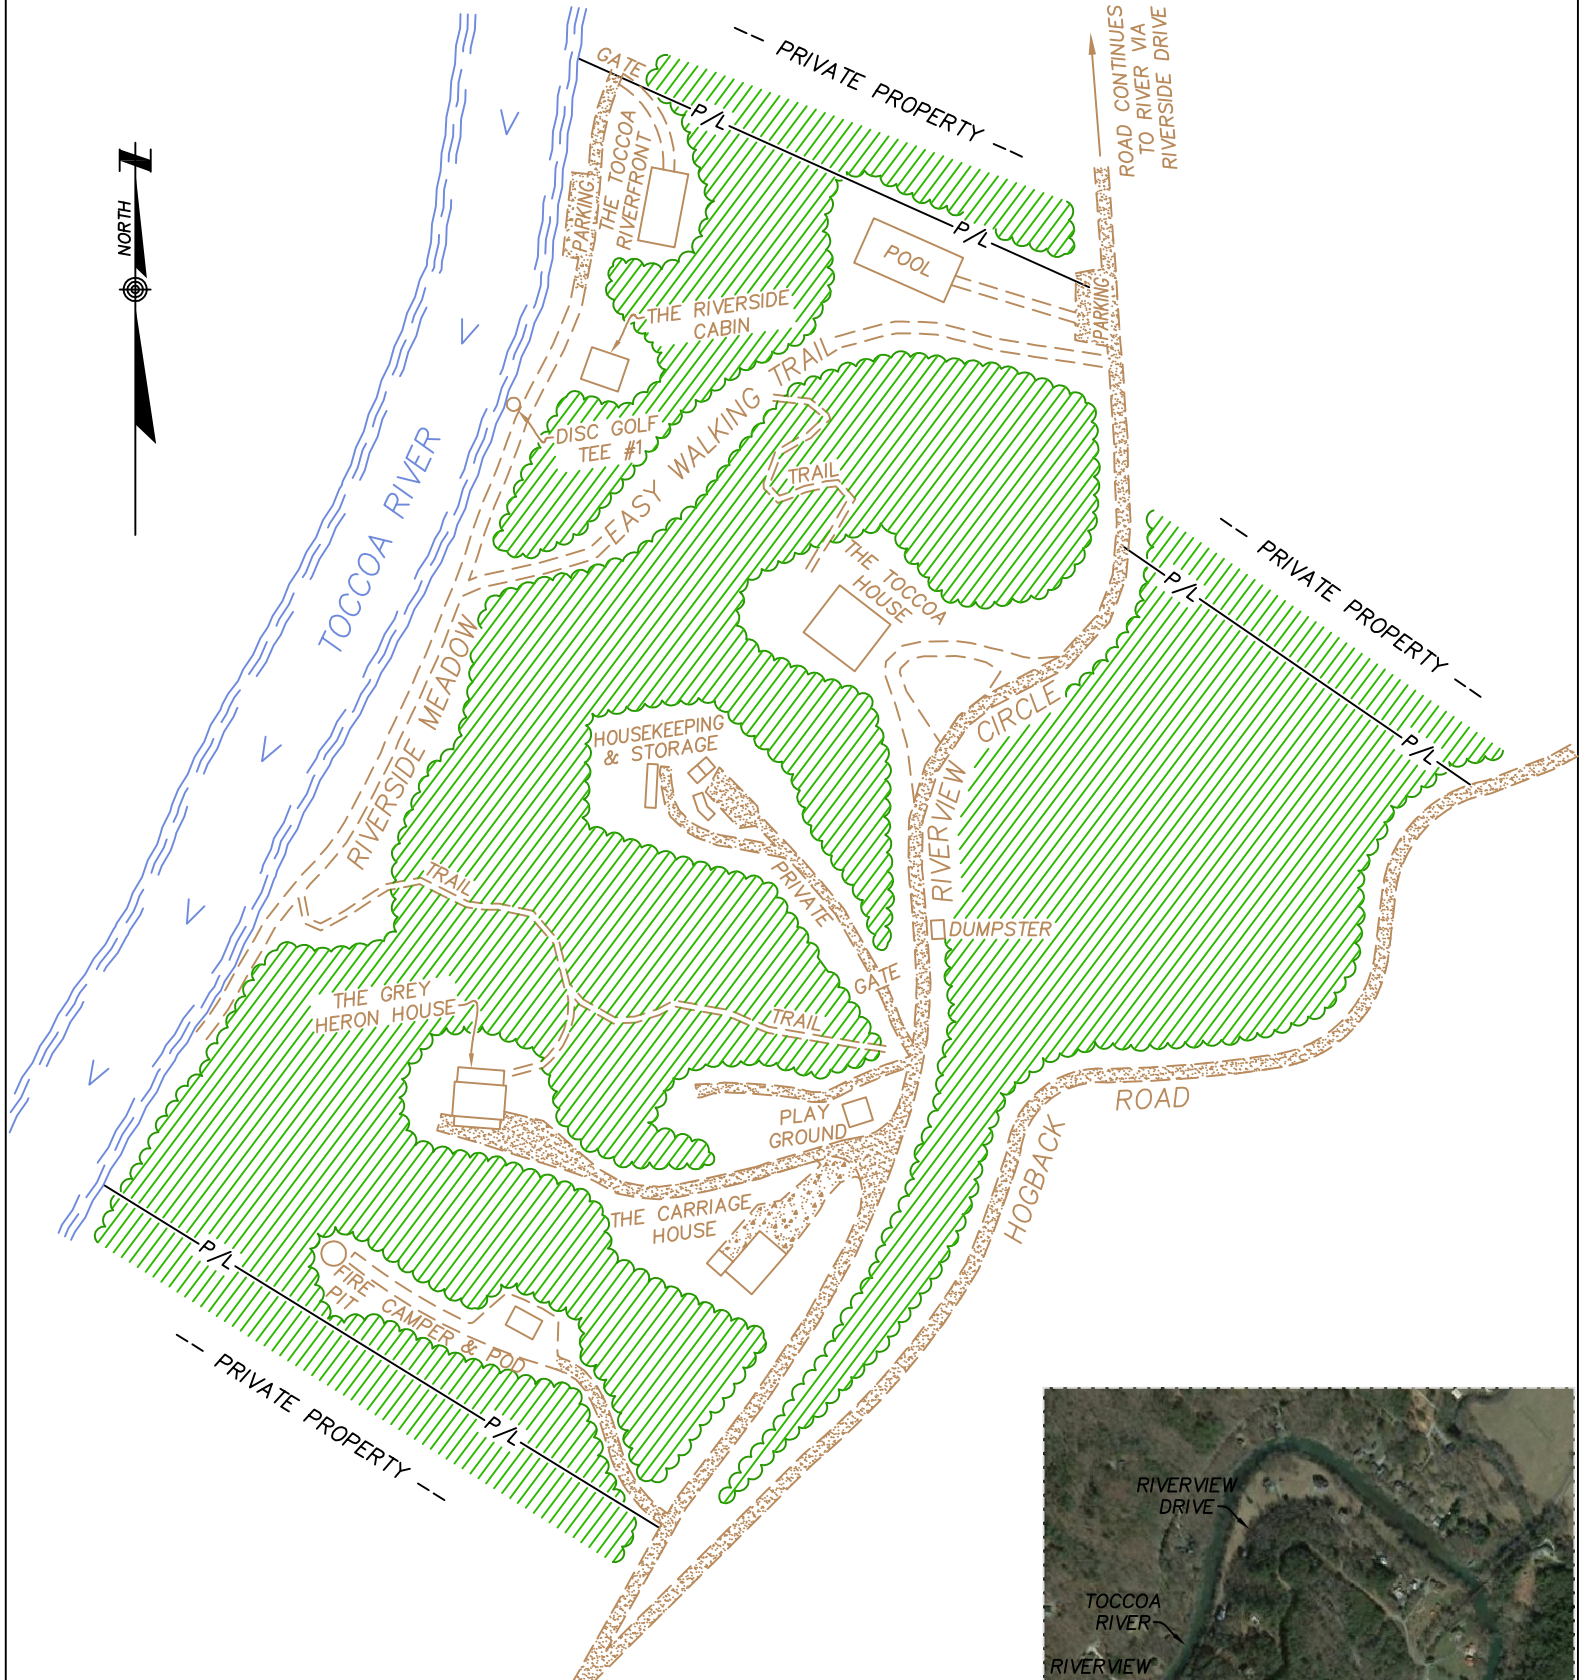 -- PRIVATE PROPERTY --
ROAD CONTINUES
TO RIVER VIA
RIVERSIDE DRIVE
GATE
P/L
P/L
THE TOCCOA
RIVERFRONT
PARKING
NORTH
POOL
PARKING
THE RIVERSIDE
CABIN
DISC GOLF
TEE #1
EASY WALKING TRAIL
TRAIL
TOCCOA RIVER
THE TOCCOA
HOUSE
-- PRIVATE PROPERTY --
P/L
P/L
RIVERSIDE MEADOW
HOUSEKEEPING
& STORAGE
RIVERVIEW CIRCLE
PRIVATE
TRAIL
DUMPSTER
GATE
THE GREY
HERON HOUSE
TRAIL
PLAY
GROUND
HOGBACK ROAD
THE CARRIAGE
HOUSE
P/L
P/L
FIRE
PIT
CAMPER & POD
-- PRIVATE PROPERTY --
RIVERVIEW
DRIVE
TOCCOA
RIVER
RIVERVIEW